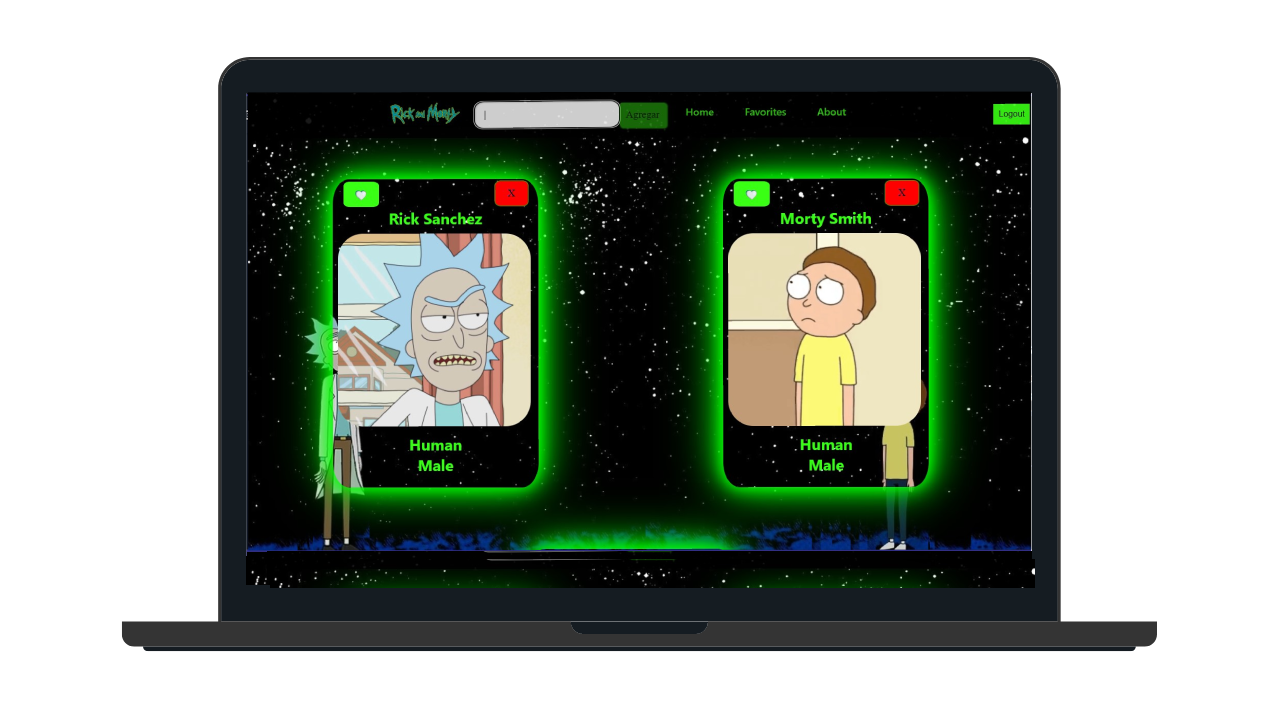 Rick and Morty
Agregar
Home
Favorites
About
Logout
X
X
Rick Sanchez
Morty Smith
Human
Male
Human
Male